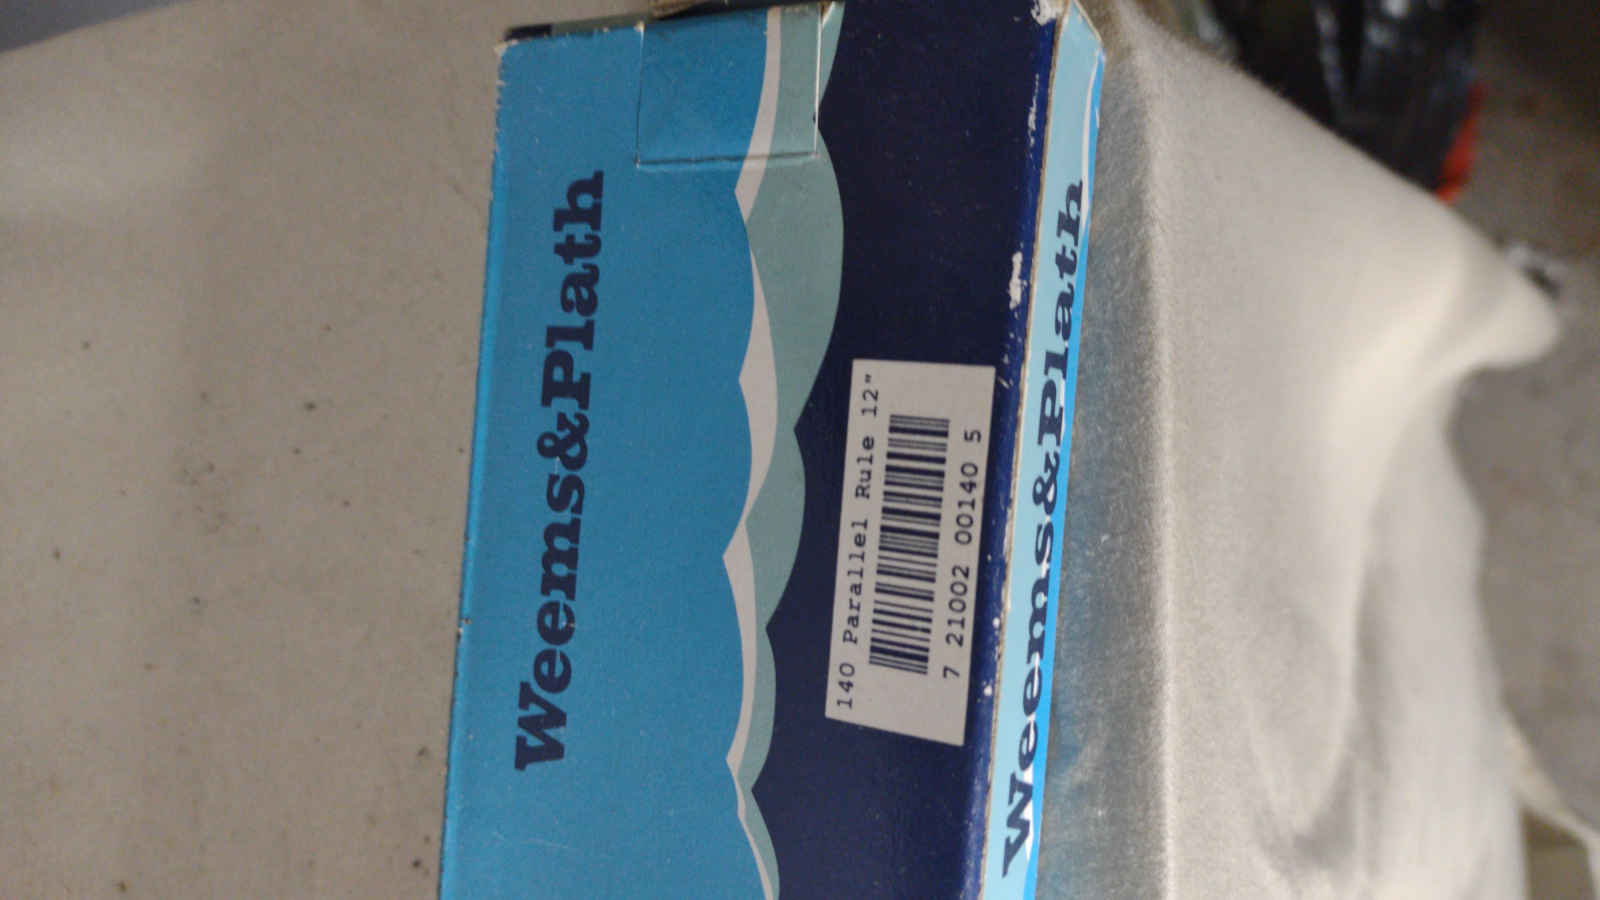 Weems&Plath
140 Parallel Rule 12"
7 21002 00140 5
Weems&Plath